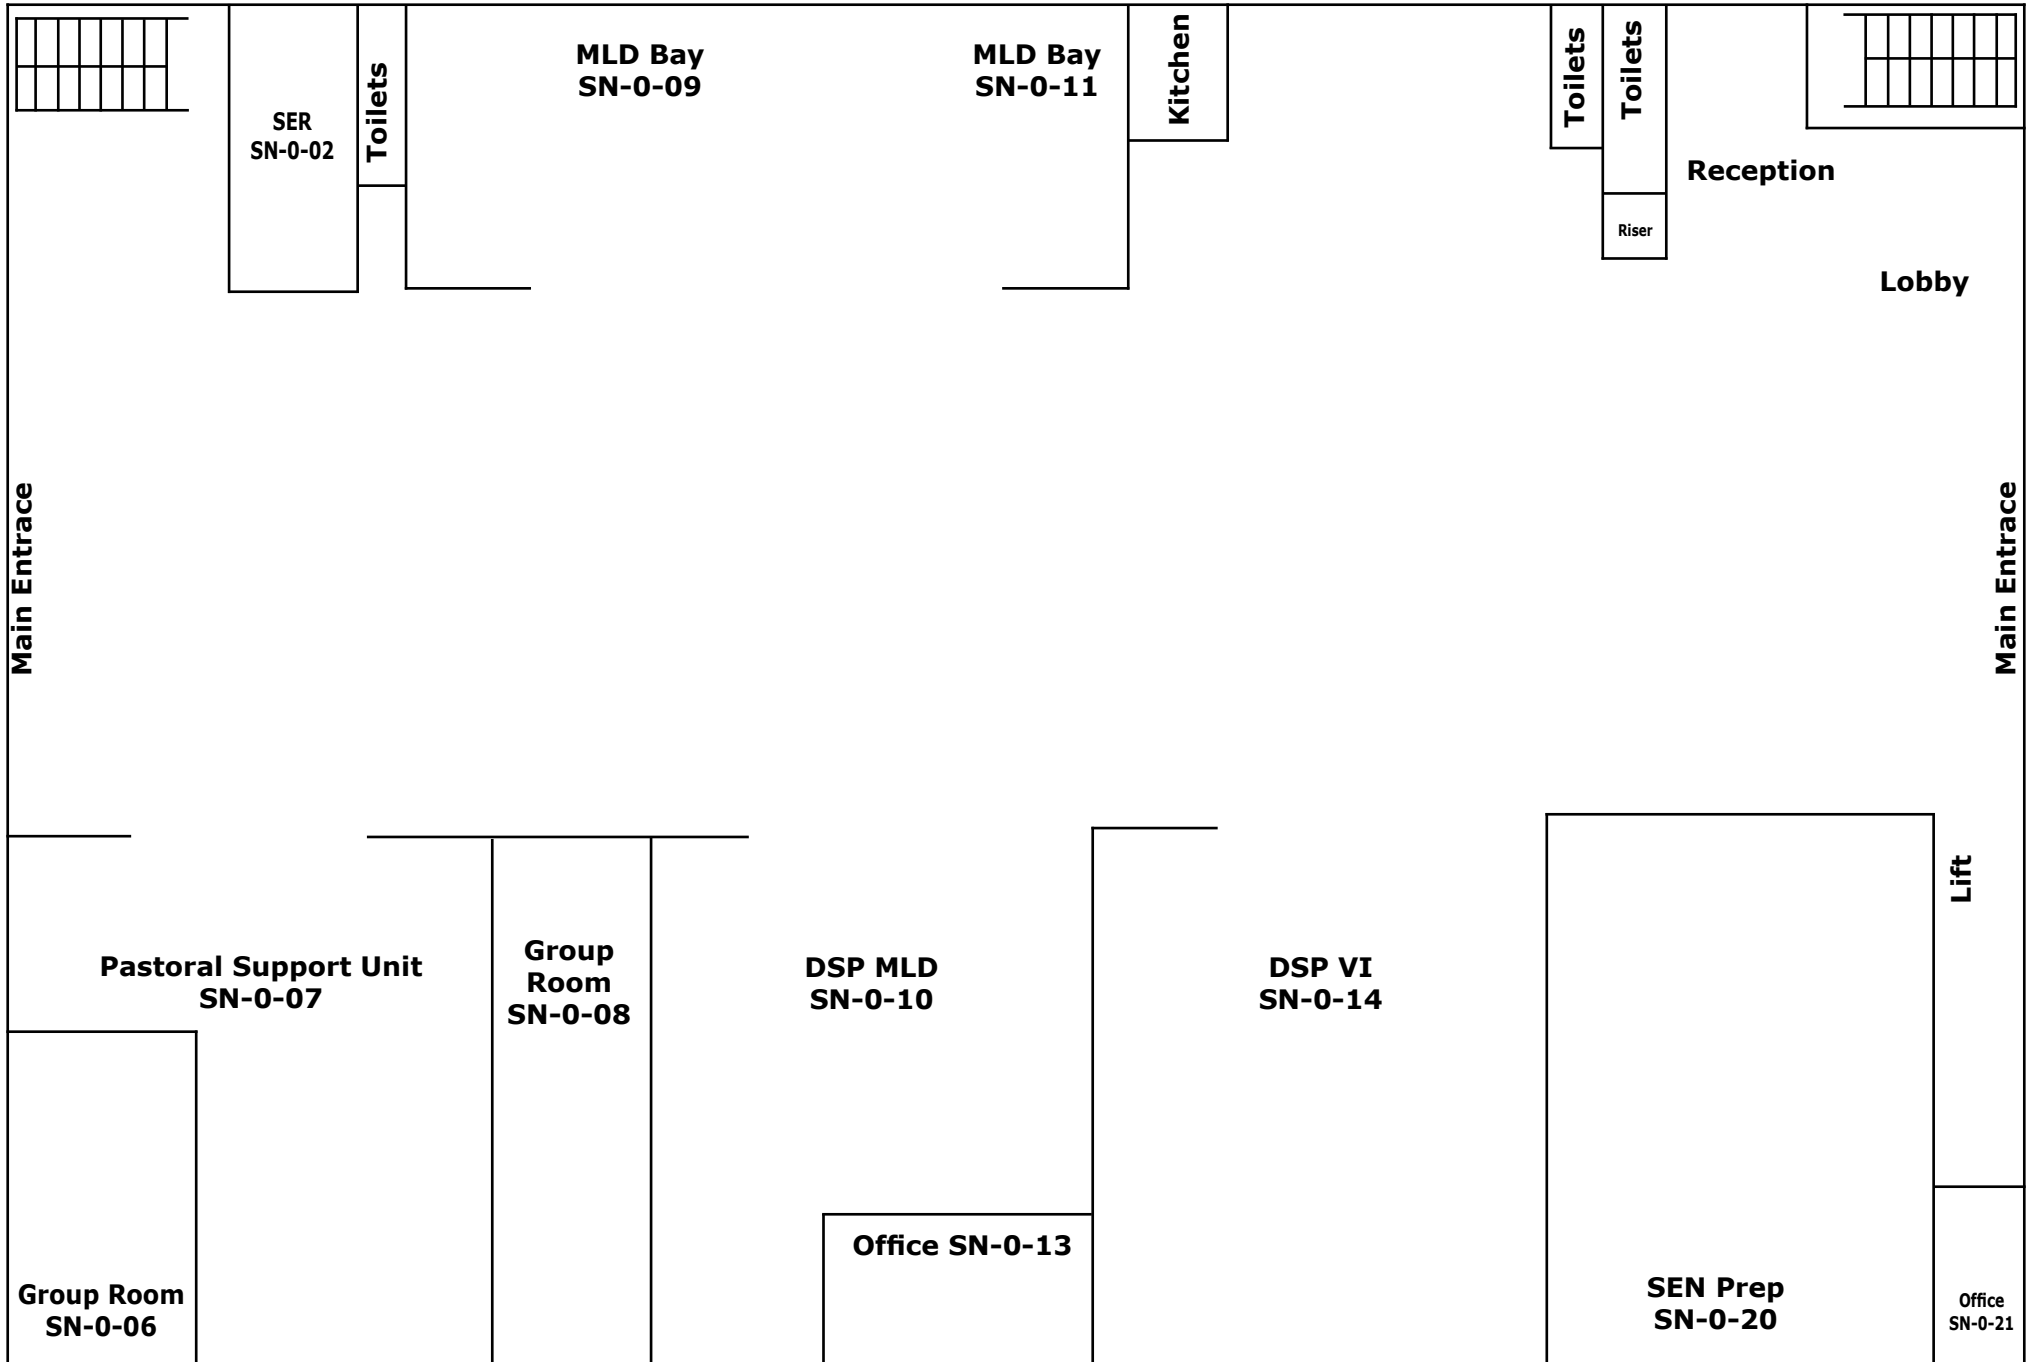 MLD Bay
SN-0-09
MLD Bay
SN-0-11
Kitchen
Toilets
Toilets
Toilets
SER
SN-0-02
Reception
Riser
Lobby
Main Entrace
Main Entrace
Lift
Pastoral Support Unit
SN-0-07
Group
Room
SN-0-08
DSP MLD
SN-0-10
DSP VI
SN-0-14
Office SN-0-13
Group Room
SN-0-06
SEN Prep
SN-0-20
Office
SN-0-21